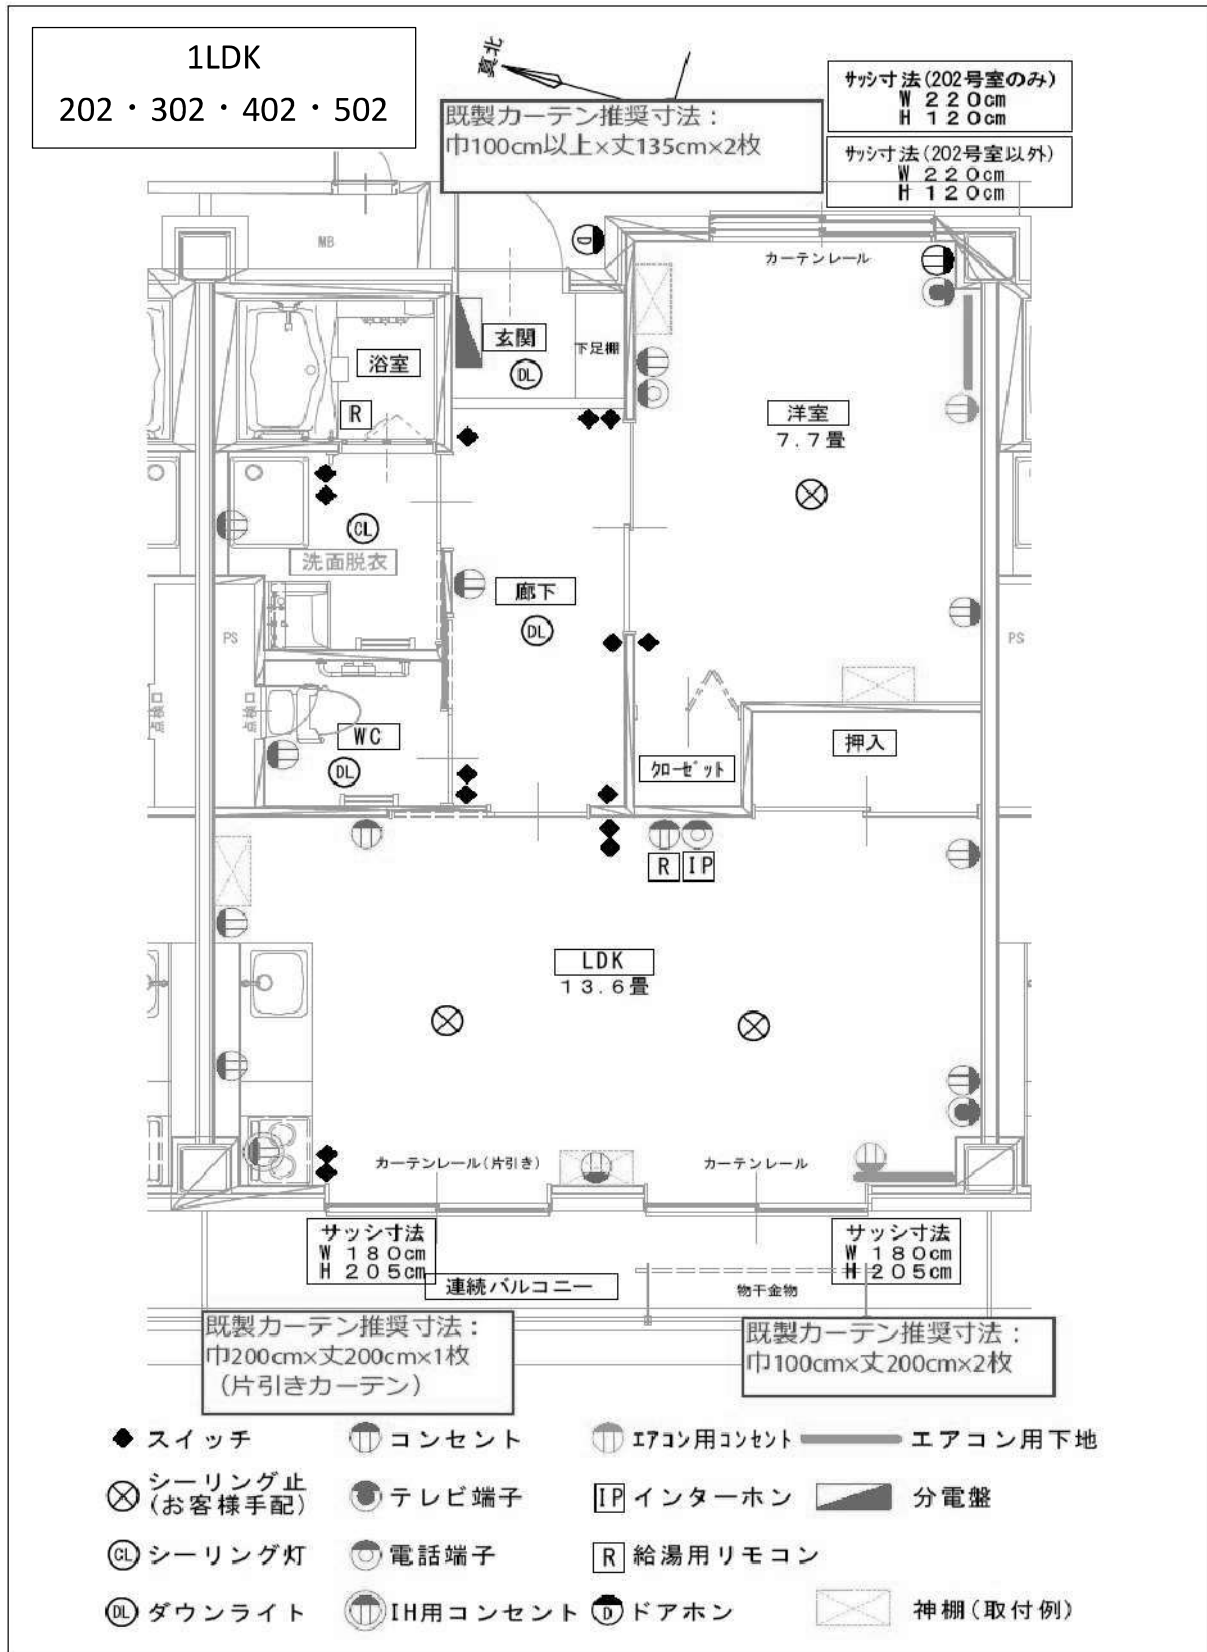 1LDK
202・302・402・502
真北
既製カーテン推奨寸法：
巾100cm以上×丈135cm×2枚
サッシ寸法(202号室のみ)
W 220cm
H 120cm
サッシ寸法(202号室以外)
W 220cm
H 120cm
MB
D
カーテンレール
浴室
玄関
下足棚
DL
R
洋室
7.7畳
CL
洗面脱衣
廊下
DL
PS
PS
点検口
点検口
WC
DL
クローゼット
押入
R
IP
LDK
13.6畳
カーテンレール(片引き)
カーテンレール
サッシ寸法
W 180cm
H 205cm
サッシ寸法
W 180cm
H 205cm
連続バルコニー
物干金物
既製カーテン推奨寸法：
巾200cm×丈200cm×1枚
（片引きカーテン）
既製カーテン推奨寸法：
巾100cm×丈200cm×2枚
スイッチ
コンセント
エアコン用コンセント
エアコン用下地
シーリング止
(お客様手配)
テレビ端子
IP インターホン
分電盤
CL シーリング灯
電話端子
R 給湯用リモコン
DL ダウンライト
IH用コンセント
D ドアホン
神棚(取付例)